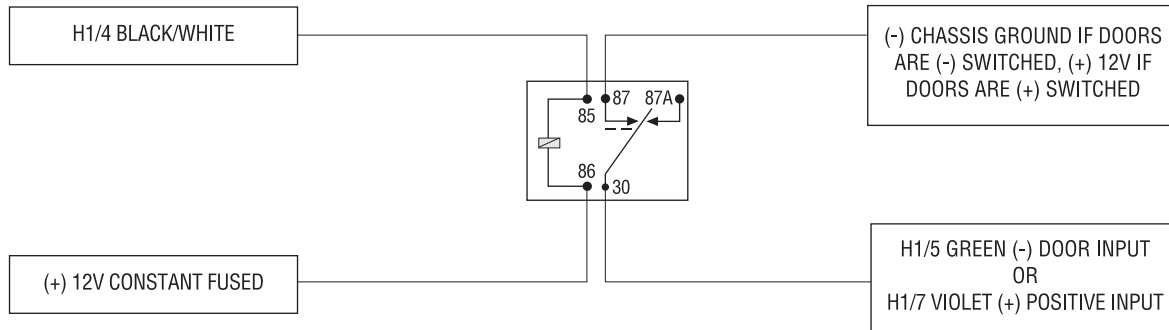 H1/4 BLACK/WHITE
(-) CHASSIS GROUND IF DOORS
ARE (-) SWITCHED, (+) 12V IF
DOORS ARE (+) SWITCHED
87 87A
85
86
30
(+) 12V CONSTANT FUSED
H1/5 GREEN (-) DOOR INPUT
OR
H1/7 VIOLET (+) POSITIVE INPUT